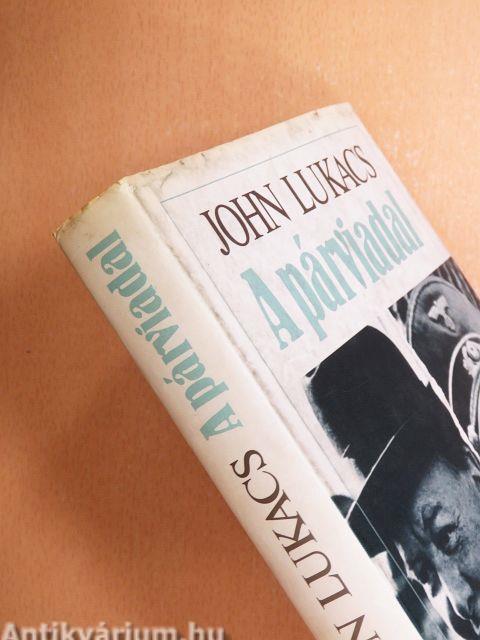 JOHN LUKACS
A párviadal
A párviadal
N LUKACS
Antikvárium.hu